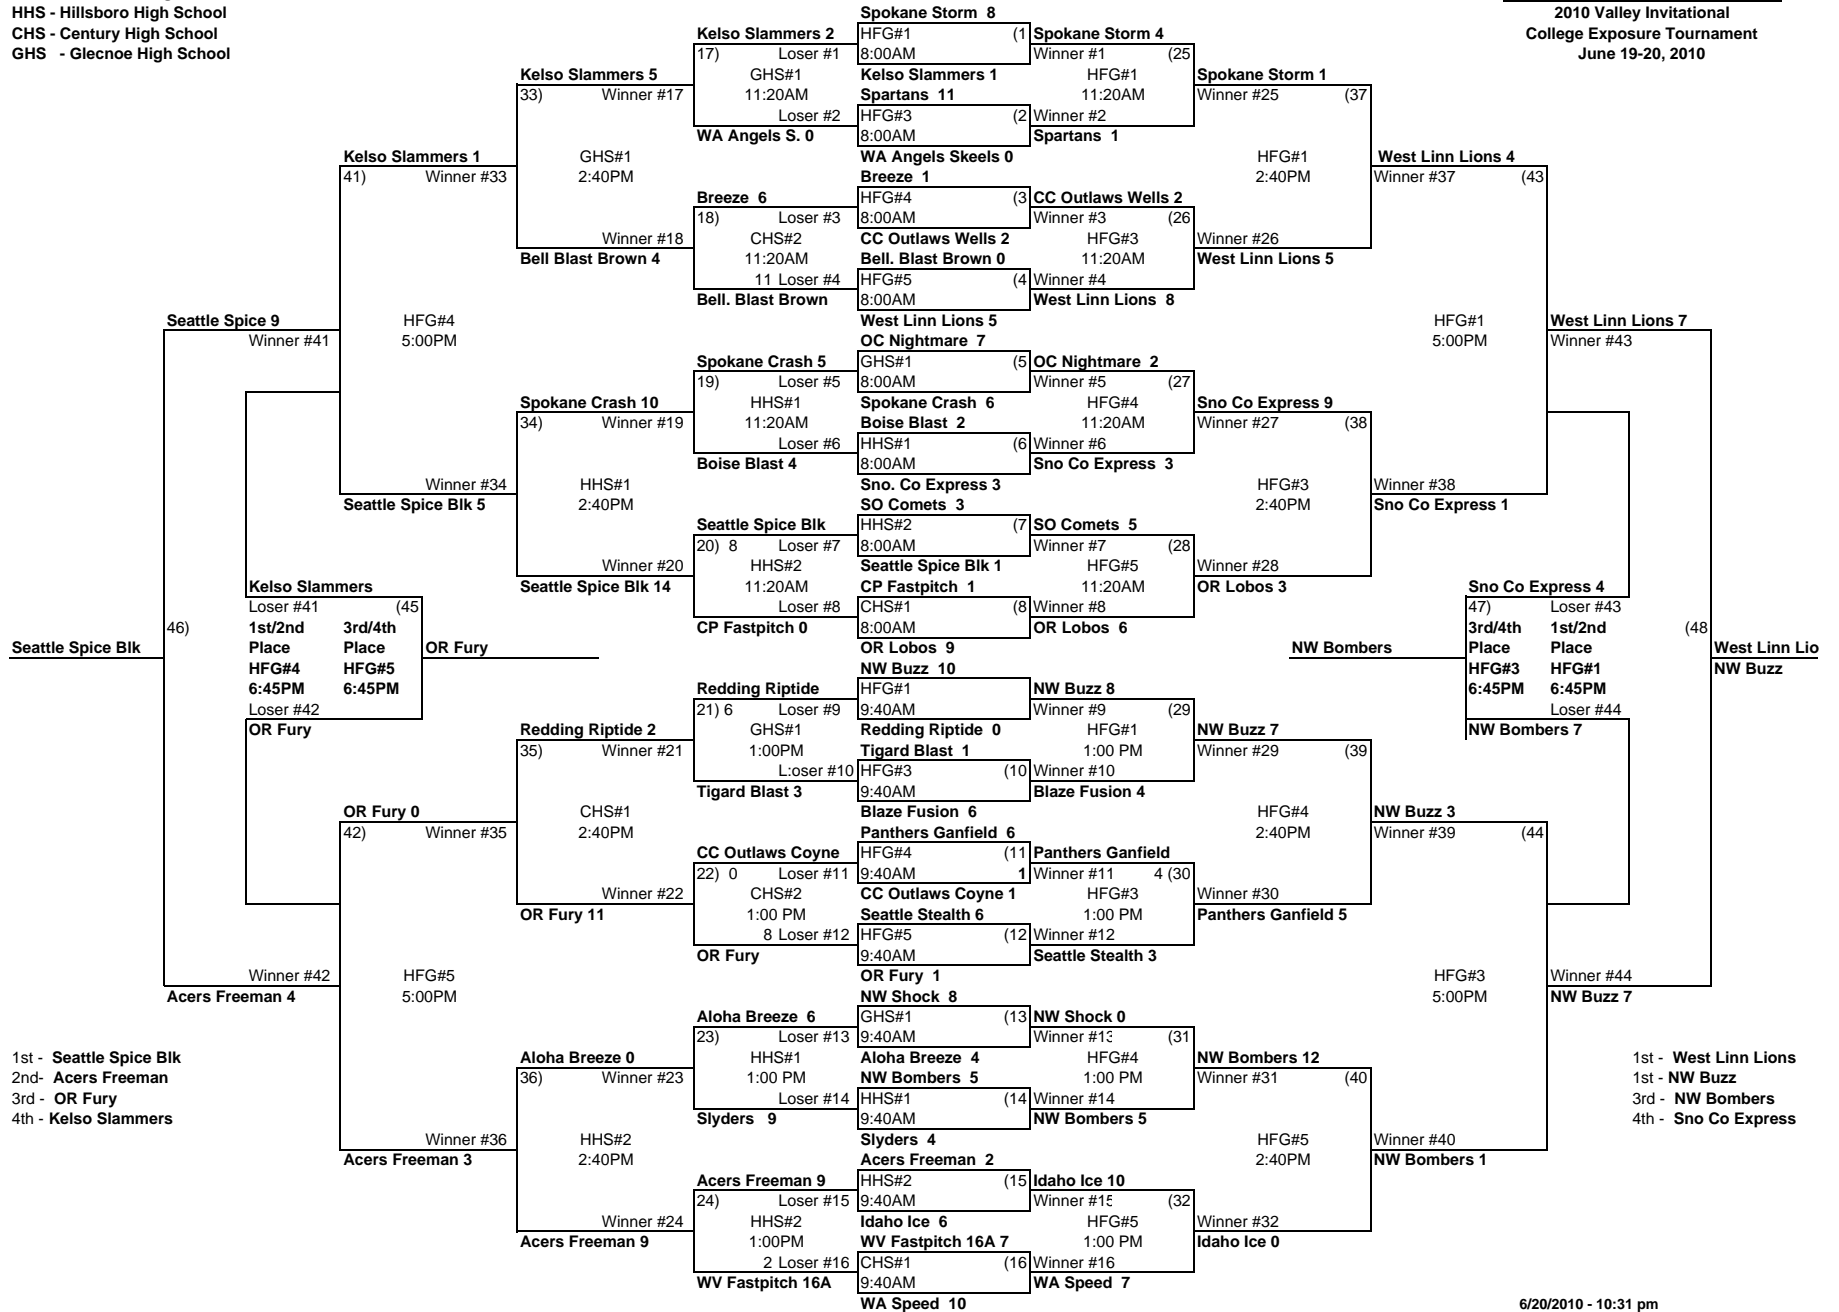 HHS - Hillsboro High School
CHS - Century High School
GHS - Glecnoe High School
2010 Valley Invitational
College Exposure Tournament
June 19-20, 2010
Seattle Spice 9
Winner #41
46)
Seattle Spice Blk
Winner #42
Acers Freeman 4
Kelso Slammers
Loser #41 (45
1st/2nd 3rd/4th
Place Place
HFG#4 HFG#5
6:45PM 6:45PM
Loser #42
OR Fury
OR Fury
Kelso Slammers 1
41) Winner #33
HFG#4
5:00PM
Winner #34
Seattle Spice Blk 5
OR Fury 0
42) Winner #35
HFG#5
5:00PM
Winner #36
Acers Freeman 3
Kelso Slammers 5
33) Winner #17
GHS#1
2:40PM
Winner #18
Bell Blast Brown 4
Spokane Crash 10
34) Winner #19
HHS#1
2:40PM
Winner #20
Seattle Spice Blk 14
Redding Riptide 2
35) Winner #21
CHS#1
2:40PM
Winner #22
OR Fury 11
Aloha Breeze 0
36) Winner #23
HHS#2
2:40PM
Winner #24
Acers Freeman 9
Kelso Slammers 2
17) Loser #1
GHS#1
11:20AM
Loser #2
WA Angels S. 0
Breeze 6
18) Loser #3
CHS#2
11:20AM
11 Loser #4
Bell. Blast Brown
Spokane Crash 5
19) Loser #5
HHS#1
11:20AM
Loser #6
Boise Blast 4
Seattle Spice Blk
20) 8 Loser #7
HHS#2
11:20AM
Loser #8
CP Fastpitch 0
Redding Riptide
21) 6 Loser #9
GHS#1
1:00PM
L:oser #10
Tigard Blast 3
CC Outlaws Coyne
22) 0 Loser #11
CHS#2
1:00 PM
8 Loser #12
OR Fury
Aloha Breeze 6
23) Loser #13
HHS#1
1:00 PM
Loser #14
Slyders 9
Acers Freeman 9
24) Loser #15
HHS#2
1:00PM
2 Loser #16
WV Fastpitch 16A
Spokane Storm 8
HFG#1 (1
8:00AM
Kelso Slammers 1
Spartans 11
HFG#3 (2
8:00AM
WA Angels Skeels 0
Breeze 1
HFG#4 (3
8:00AM
CC Outlaws Wells 2
Bell. Blast Brown 0
HFG#5 (4
8:00AM
West Linn Lions 5
OC Nightmare 7
GHS#1 (5
8:00AM
Spokane Crash 6
Boise Blast 2
HHS#1 (6
8:00AM
Sno. Co Express 3
SO Comets 3
HHS#2 (7
8:00AM
Seattle Spice Blk 1
CP Fastpitch 1
CHS#1 (8
8:00AM
OR Lobos 9
NW Buzz 10
HFG#1
9:40AM
Redding Riptide 0
Tigard Blast 1
HFG#3 (10
9:40AM
Blaze Fusion 6
Panthers Ganfield 6
HFG#4 (11
9:40AM 1
CC Outlaws Coyne 1
Seattle Stealth 6
HFG#5 (12
9:40AM
OR Fury 1
NW Shock 8
GHS#1 (13
9:40AM
Aloha Breeze 4
NW Bombers 5
HHS#1 (14
9:40AM
Slyders 4
Acers Freeman 2
HHS#2 (15
9:40AM
Idaho Ice 6
WV Fastpitch 16A 7
CHS#1 (16
9:40AM
WA Speed 10
Spokane Storm 4
Winner #1 (25
HFG#1
11:20AM
Winner #2
Spartans 1
CC Outlaws Wells 2
Winner #3 (26
HFG#3
11:20AM
Winner #4
West Linn Lions 8
OC Nightmare 2
Winner #5 (27
HFG#4
11:20AM
Winner #6
Sno Co Express 3
SO Comets 5
Winner #7 (28
HFG#5
11:20AM
Winner #8
OR Lobos 6
NW Buzz 8
Winner #9 (29
HFG#1
1:00 PM
Winner #10
Blaze Fusion 4
Panthers Ganfield
Winner #11 4 (30
HFG#3
1:00 PM
Winner #12
Seattle Stealth 3
NW Shock 0
Winner #13 (31
HFG#4
1:00 PM
Winner #14
NW Bombers 5
Idaho Ice 10
Winner #15 (32
HFG#5
1:00 PM
Winner #16
WA Speed 7
Spokane Storm 1
Winner #25 (37
HFG#1
2:40PM
Winner #26
West Linn Lions 5
Sno Co Express 9
Winner #27 (38
HFG#3
2:40PM
Winner #28
OR Lobos 3
NW Buzz 7
Winner #29 (39
HFG#4
2:40PM
Winner #30
Panthers Ganfield 5
NW Bombers 12
Winner #31 (40
HFG#5
2:40PM
Winner #32
Idaho Ice 0
West Linn Lions 4
Winner #37 (43
HFG#1
5:00PM
Winner #38
Sno Co Express 1
NW Buzz 3
Winner #39 (44
HFG#3
5:00PM
Winner #40
NW Bombers 1
NW Bombers
Sno Co Express 4
47) Loser #43
3rd/4th 1st/2nd
Place Place
HFG#3 HFG#1
6:45PM 6:45PM
Loser #44
NW Bombers 7
West Linn Lions 7
Winner #43
(48
Winner #44
NW Buzz 7
West Linn Lio
NW Buzz
1st - Seattle Spice Blk
2nd- Acers Freeman
3rd - OR Fury
4th - Kelso Slammers
1st - West Linn Lions
1st - NW Buzz
3rd - NW Bombers
4th - Sno Co Express
6/20/2010 - 10:31 pm